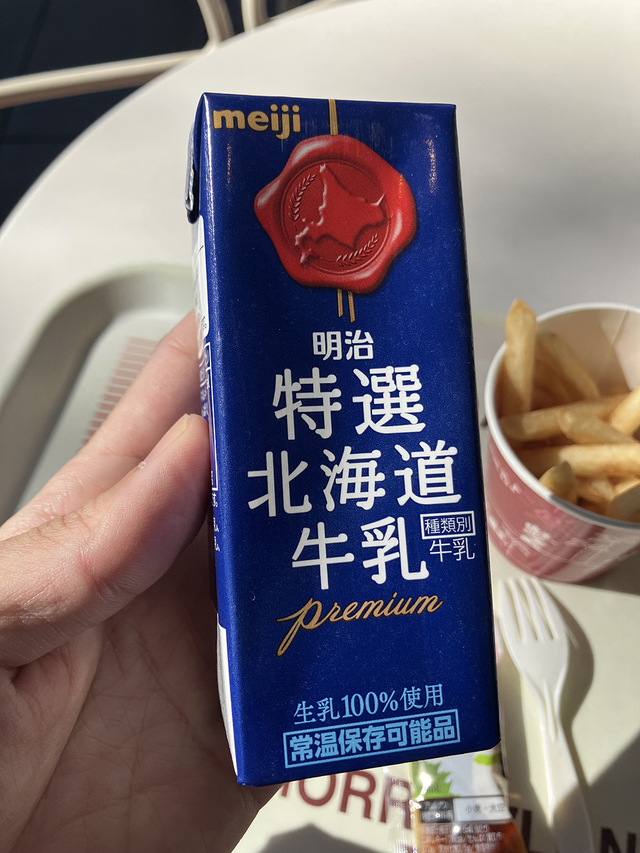 meiji
明治
特選
北海道
牛乳
種類別
牛乳
premium
生乳100%使用
常温保存可能品